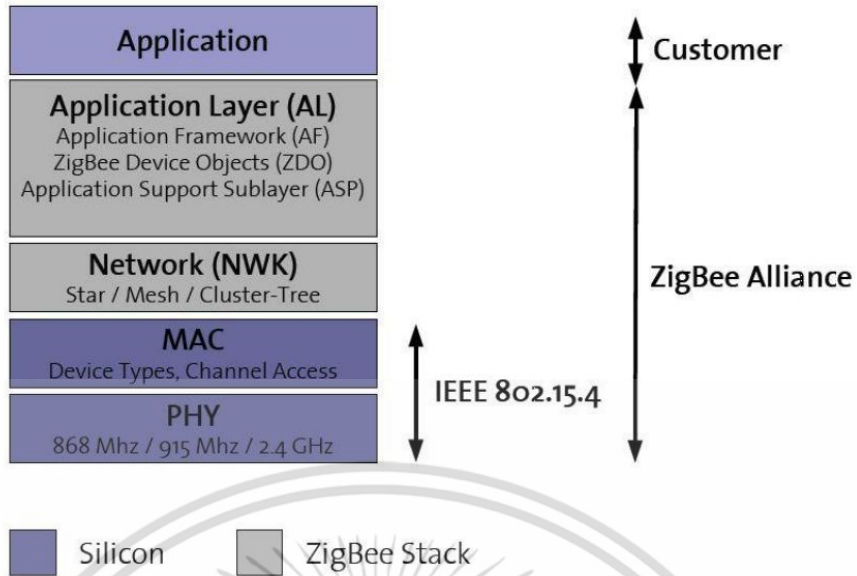 Application
Application Layer (AL)
Application Framework (AF)
ZigBee Device Objects (ZDO)
Application Support Sublayer (ASP)
Network (NWK)
Star / Mesh / Cluster-Tree
MAC
Device Types, Channel Access
PHY
868 Mhz / 915 Mhz / 2.4 GHz
Customer
ZigBee Alliance
IEEE 802.15.4
Silicon
ZigBee Stack